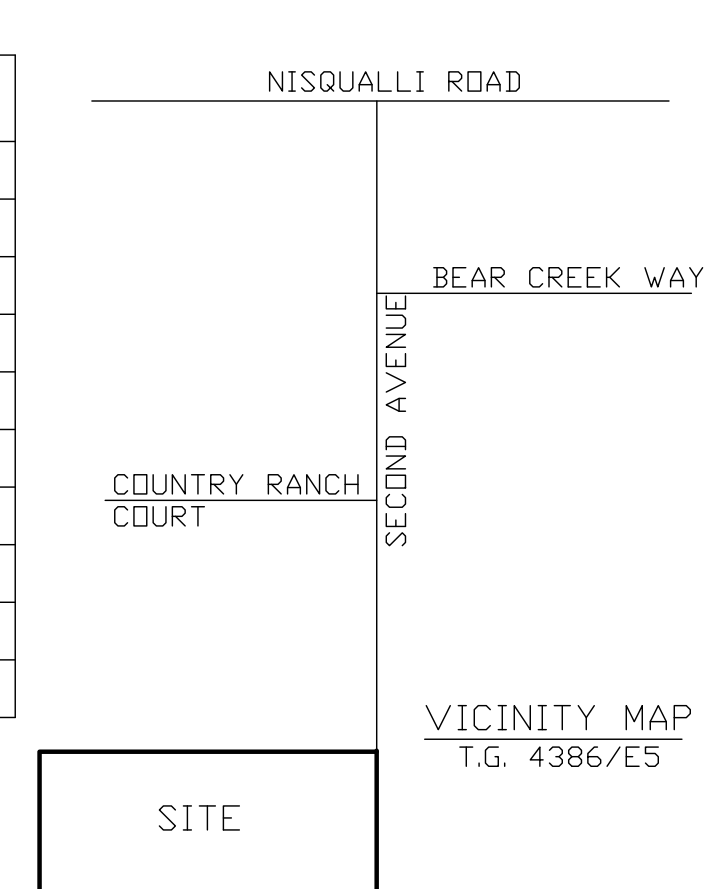 NISQUALLI ROAD
BEAR CREEK WAY
SECOND AVENUE
COUNTRY RANCH
COURT
VICINITY MAP
T.G. 4386/E5
SITE